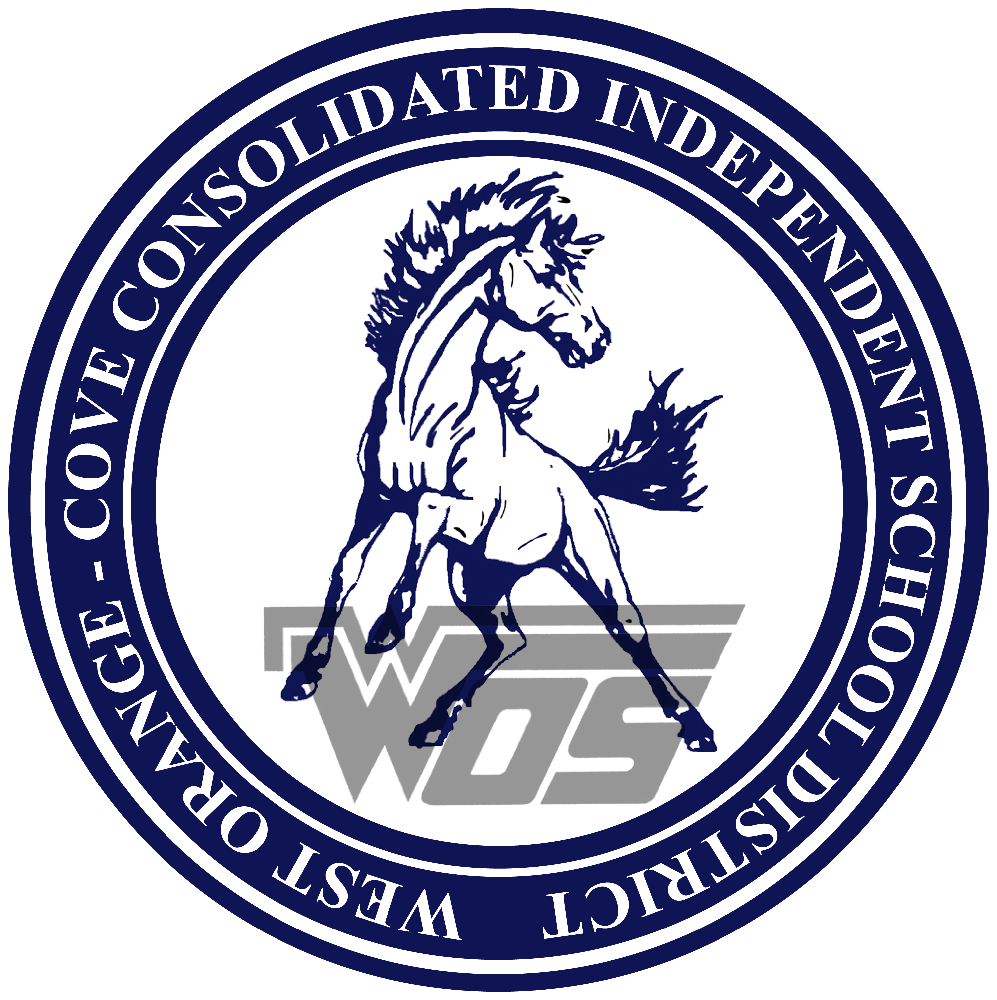 WEST ORANGE - COVE CONSOLIDATED INDEPENDENT SCHOOL DISTRICT
WOS